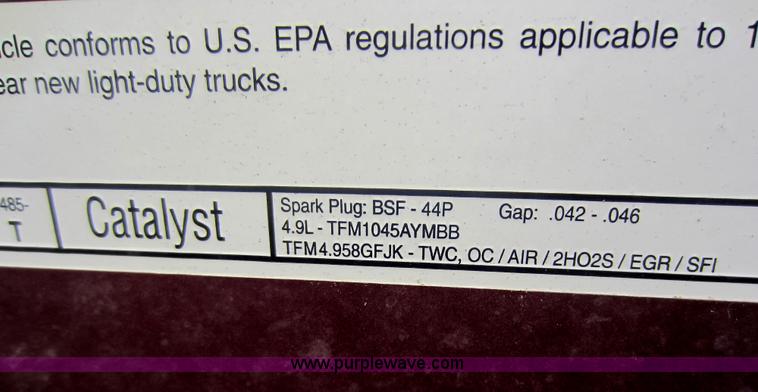 cle conforms to U.S. EPA regulations applicable to 1
ear new light-duty trucks.
485-
T
Catalyst
Spark Plug: BSF - 44P Gap: .042 - .046
4.9L - TFM1045AYMBB
TFM4.958GFJK - TWC, OC / AIR / 2HO2S / EGR / SFI
www.purplewave.com